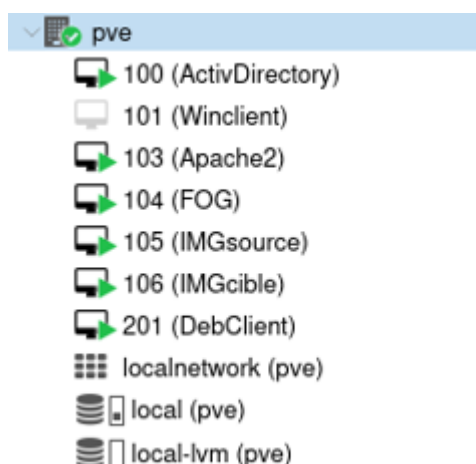 pve
100 (ActivDirectory)
101 (Winclient)
103 (Apache2)
104 (FOG)
105 (IMGsource)
106 (IMGcible)
201 (DebClient)
localnetwork (pve)
local (pve)
local-lvm (pve)